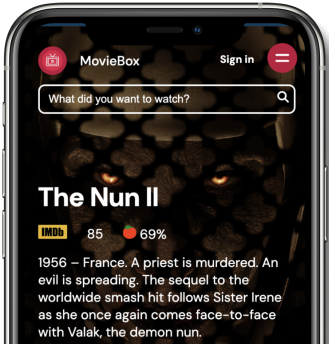 MovieBox
Sign in
What did you want to watch?
The Nun II
IMDb 85 69%
1956 – France. A priest is murdered. An
evil is spreading. The sequel to the
worldwide smash hit follows Sister Irene
as she once again comes face-to-face
with Valak, the demon nun.